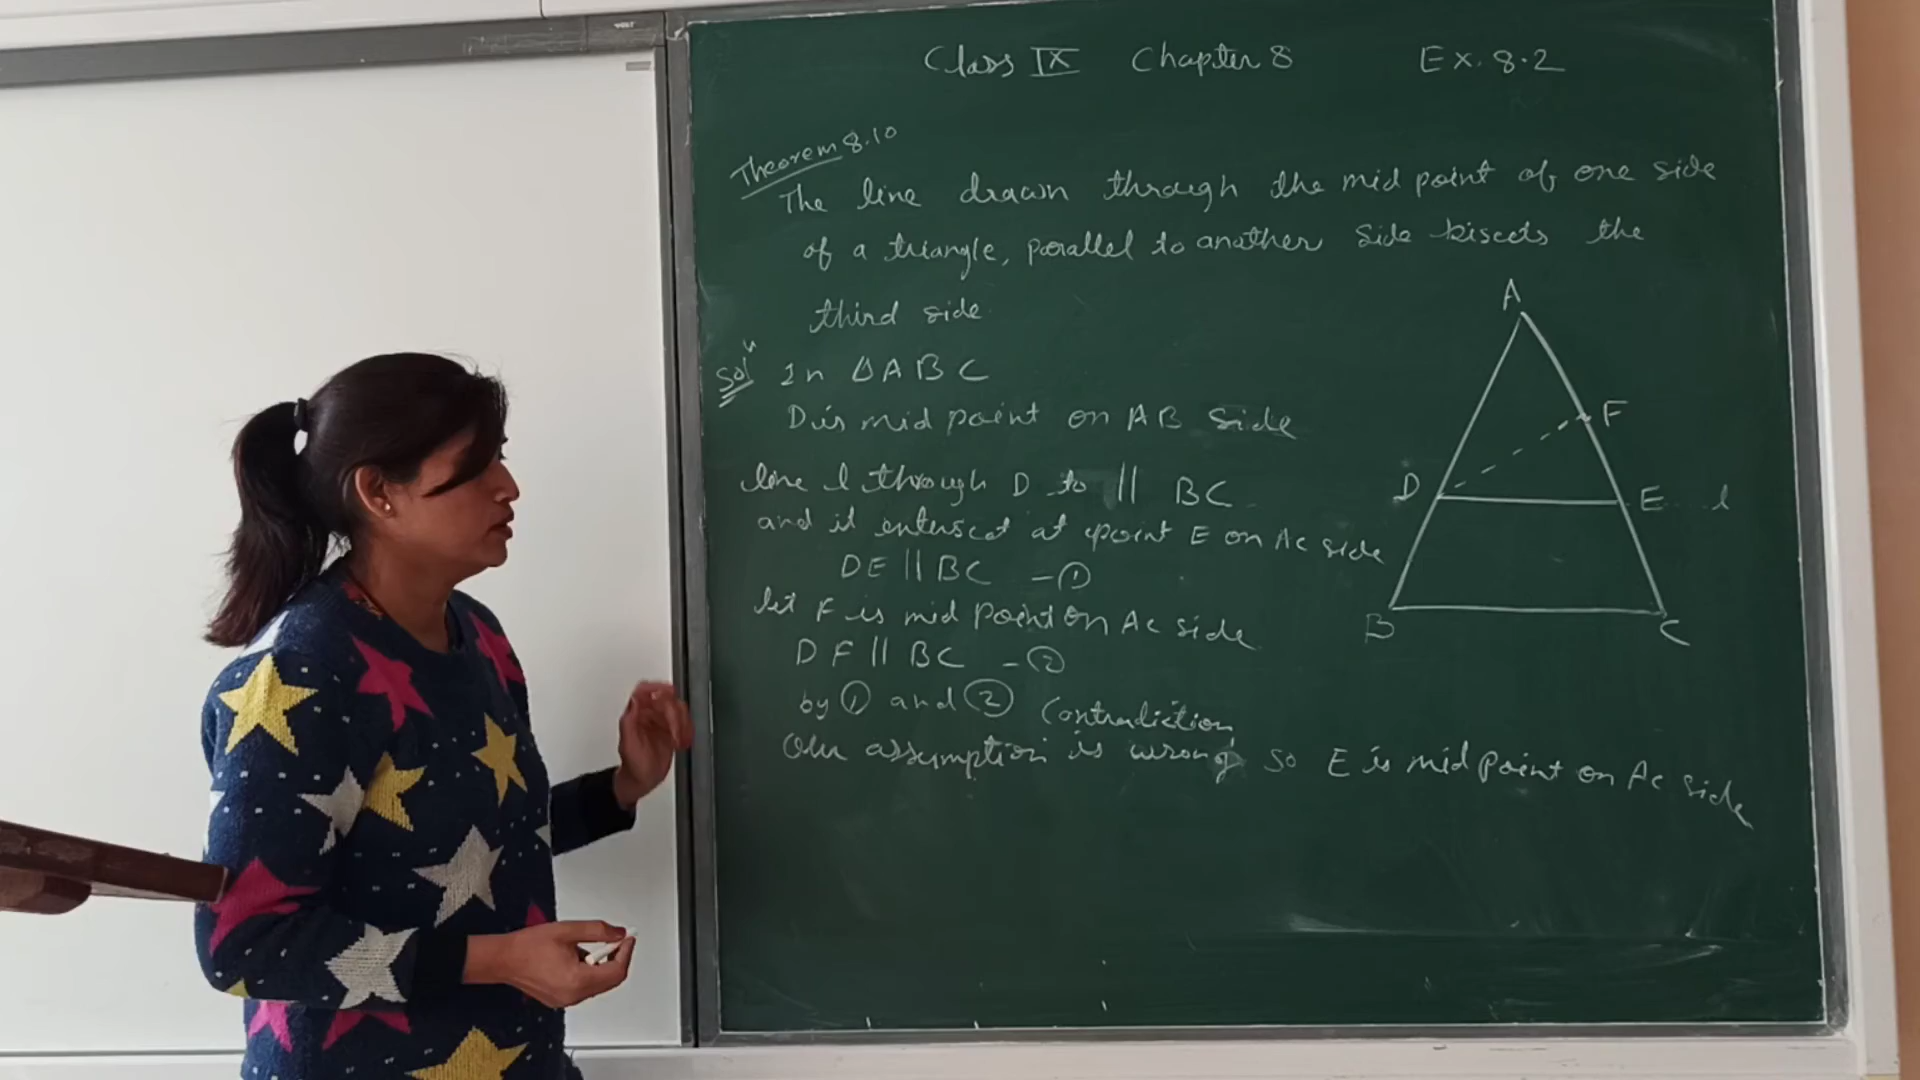 Class IX Chapter 8 Ex. 8.2
Theorem 8.10
The line drawn through the mid point of one side
of a triangle, parallel to another side bisects the
third side.
Solⁿ In ΔABC
D is mid point on AB side
line l through D to || BC
and it interscet at point E on AC side
DE || BC - ①
let F is mid point on AC side
DF || BC - ②
by ① and ② Contradiction
Our assumption is wrong, so E is mid point on AC side
A
F
D
E
l
B
C